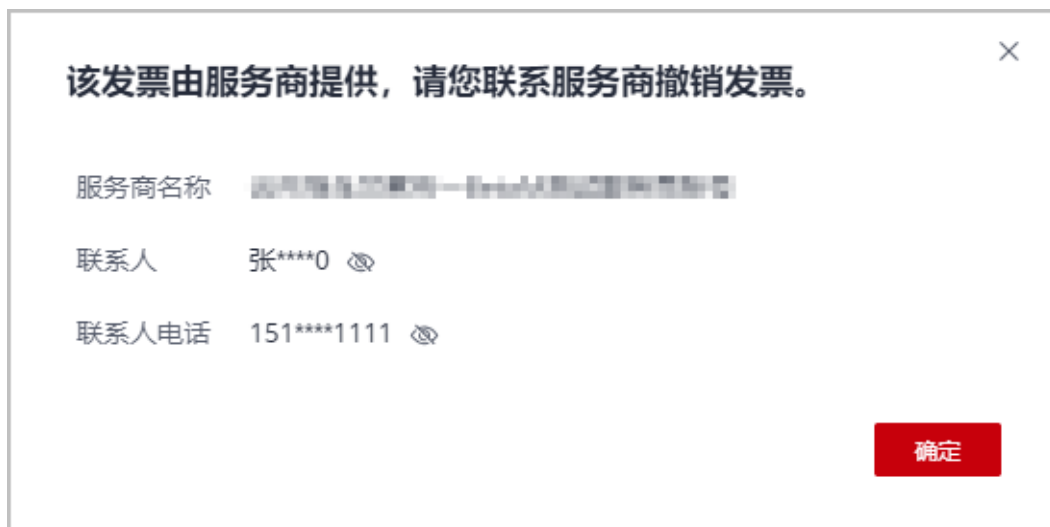 该发票由服务商提供，请您联系服务商撤销发票。
服务商名称
联系人 张****0
联系人电话 151****1111
确定